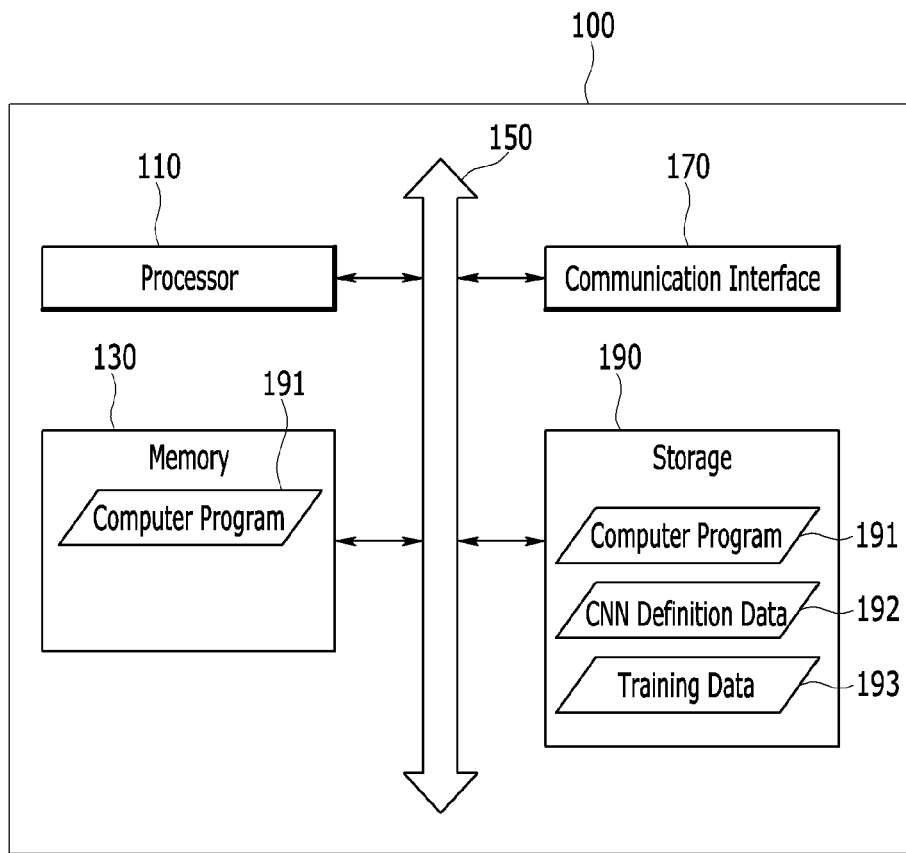 100
150
110
170
Processor
Communication Interface
130
191
190
Memory
Computer Program
Storage
Computer Program
191
CNN Definition Data
192
Training Data
193